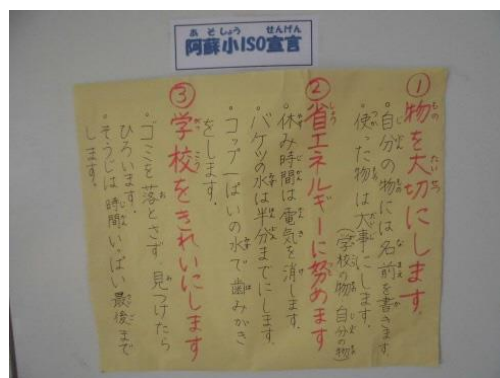 阿蘇小ISO宣言
①物を大切にします。
・自分の物には名前を書きます。
・使った物は大事にします。
(学校の物、自分の物)
②省エネルギーに努めます
・休み時間は電気を消します。
・バケツの水は半分までにします。
・コップ一ぱいの水で歯みがき
をします。
③学校をきれいにします
・ゴミを落とさず、見つけたら
ひろいます。
・そうじは時間いっぱい最後まで
します。